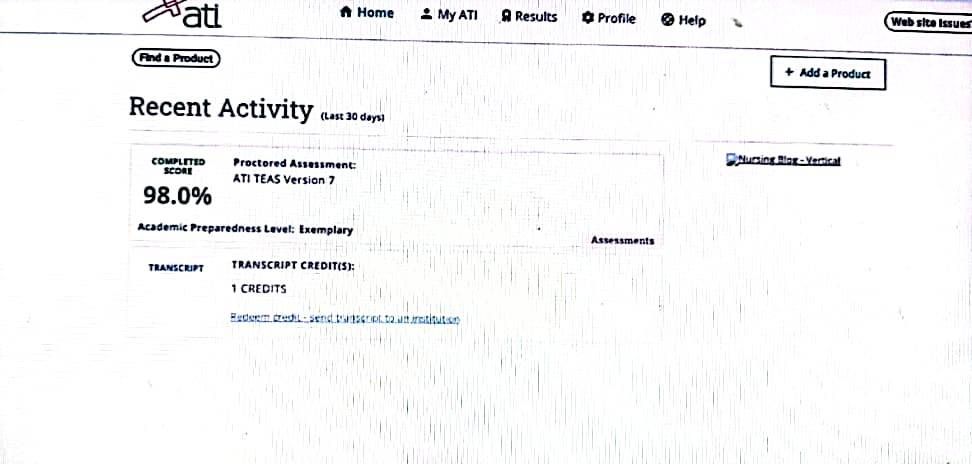 ati
Home
My ATI
Results
Profile
Help
Web site Issues
Find a Product
+ Add a Product
Recent Activity (Last 30 days)
COMPLETED
SCORE
98.0%
Proctored Assessment:
ATI TEAS Version 7
Academic Preparedness Level: Exemplary
Assessments
Nursing Blog - Vertical
TRANSCRIPT
TRANSCRIPT CREDIT(S):
1 CREDITS
Redeem credit - send transcript to an institution